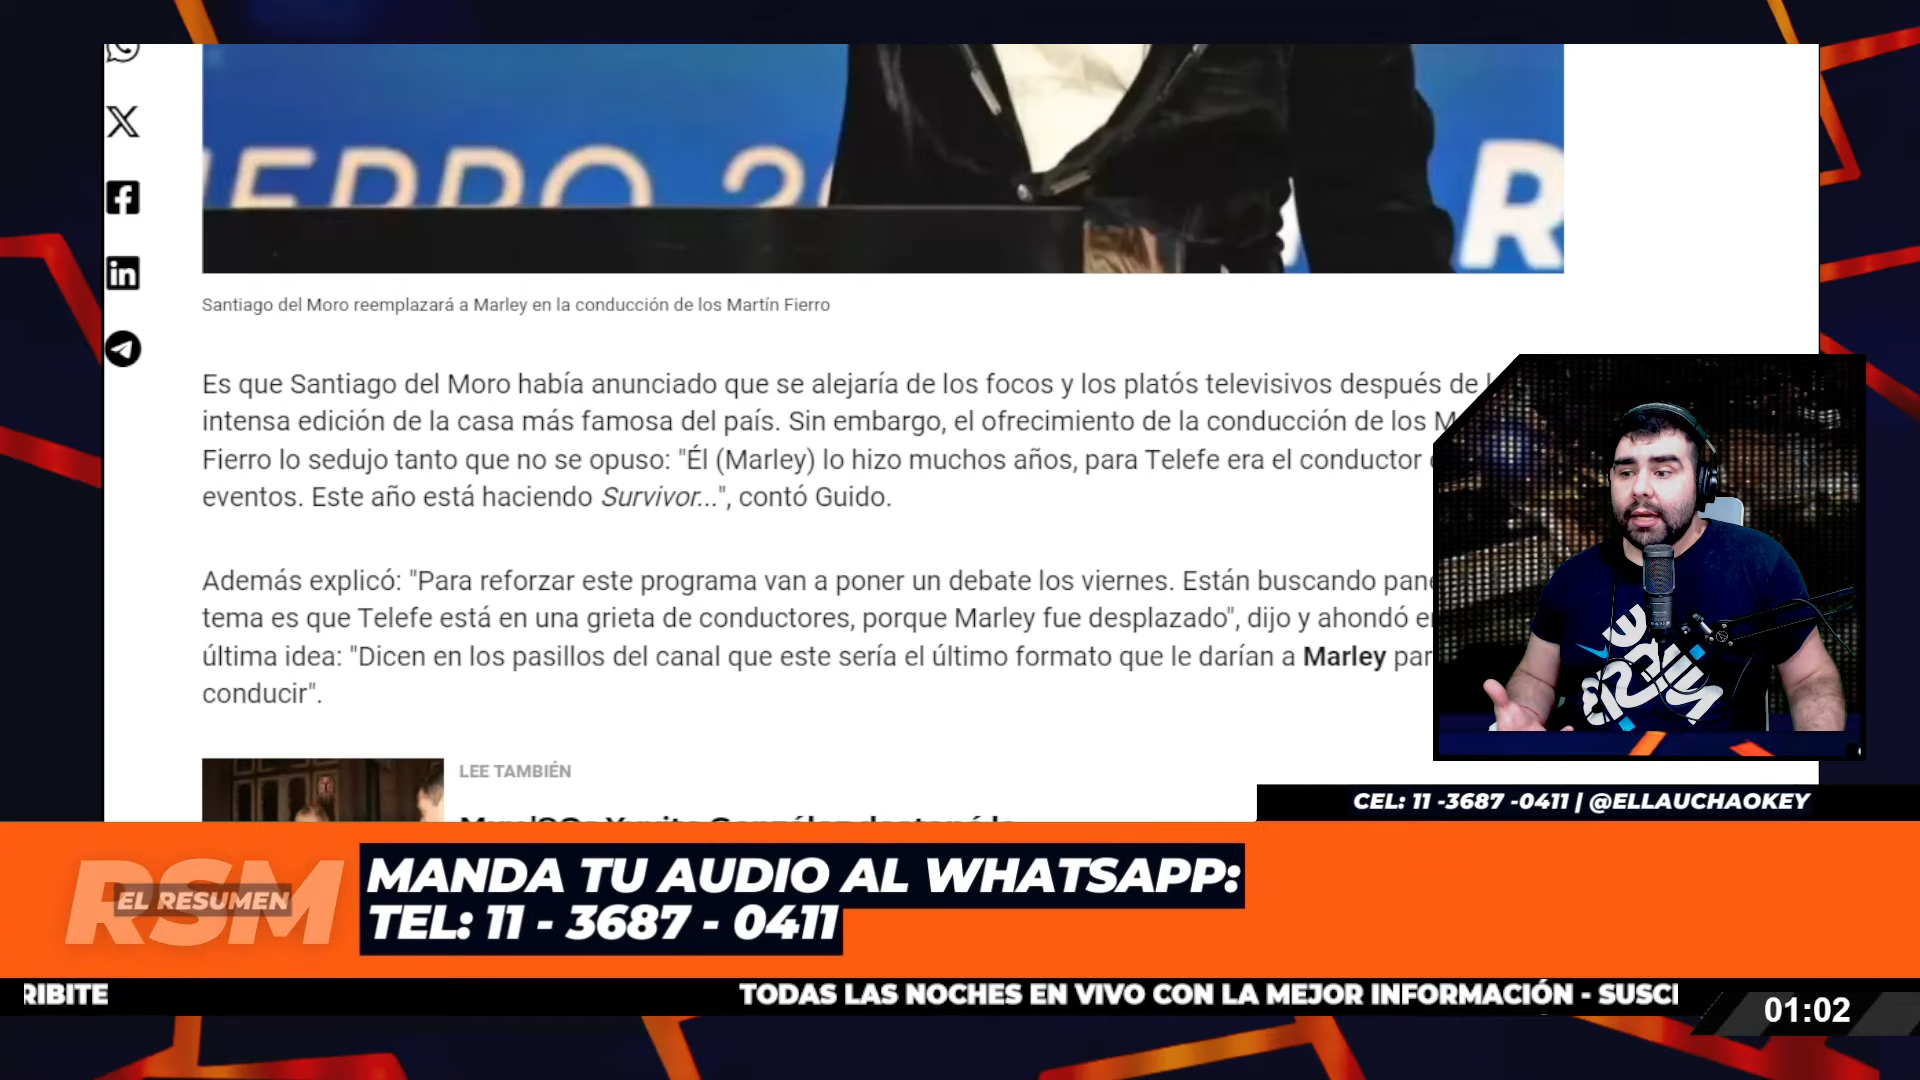 FIERRO 2
R
in
Santiago del Moro reemplazará a Marley en la conducción de los Martín Fierro
Es que Santiago del Moro había anunciado que se alejaría de los focos y los platós televisivos después de
intensa edición de la casa más famosa del país. Sin embargo, el ofrecimiento de la conducción de los
Fierro lo sedujo tanto que no se opuso: "Él (Marley) lo hizo muchos años, para Telefe era el conductor
eventos. Este año está haciendo Survivor...", contó Guido.
Además explicó: "Para reforzar este programa van a poner un debate los viernes. Están buscando
tema es que Telefe está en una grieta de conductores, porque Marley fue desplazado", dijo y ahondó
última idea: "Dicen en los pasillos del canal que este sería el último formato que le darían a Marley
conducir".
LEE TAMBIÉN
CEL: 11 -3687 -0411 | @ELLAUCHAOKEY
RSM
EL RESUMEN
MANDA TU AUDIO AL WHATSAPP:
TEL: 11 - 3687 - 0411
RIBITE TODAS LAS NOCHES EN VIVO CON LA MEJOR INFORMACIÓN - SUSCI
01:02